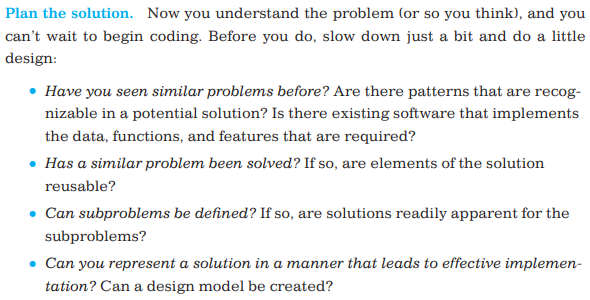 Plan the solution. Now you understand the problem (or so you think), and you
can't wait to begin coding. Before you do, slow down just a bit and do a little
design:
• Have you seen similar problems before? Are there patterns that are recog-
nizable in a potential solution? Is there existing software that implements
the data, functions, and features that are required?
• Has a similar problem been solved? If so, are elements of the solution
reusable?
• Can subproblems be defined? If so, are solutions readily apparent for the
subproblems?
• Can you represent a solution in a manner that leads to effective implemen-
tation? Can a design model be created?